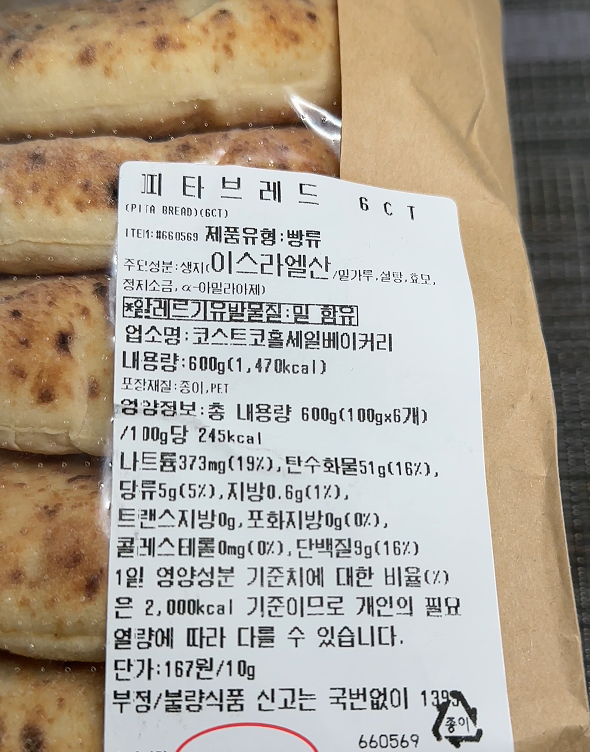 피타브레드 6CT
(PITA BREAD)(6CT)
ITEM:#660569 제품유형:빵류
주요성분:생지(이스라엘산/밀가루,설탕,효모,
정제소금,α-아밀라아제)
*알레르기유발물질:밀 함유
업소명:코스트코홀세일베이커리
내용량:600g(1,470kcal)
포장재질:종이,PET
영양정보:총 내용량 600g(100gx6개)
/100g당 245kcal
나트륨373mg(19%),탄수화물51g(16%),
당류5g(5%),지방0.6g(1%),
트랜스지방0g,포화지방0g(0%),
콜레스테롤0mg(0%),단백질9g(16%)
1일 영양성분 기준치에 대한 비율(%)
은 2,000kcal 기준이므로 개인의 필요
열량에 따라 다를 수 있습니다.
단가:167원/10g
부정/불량식품 신고는 국번없이 1399
종이
660569